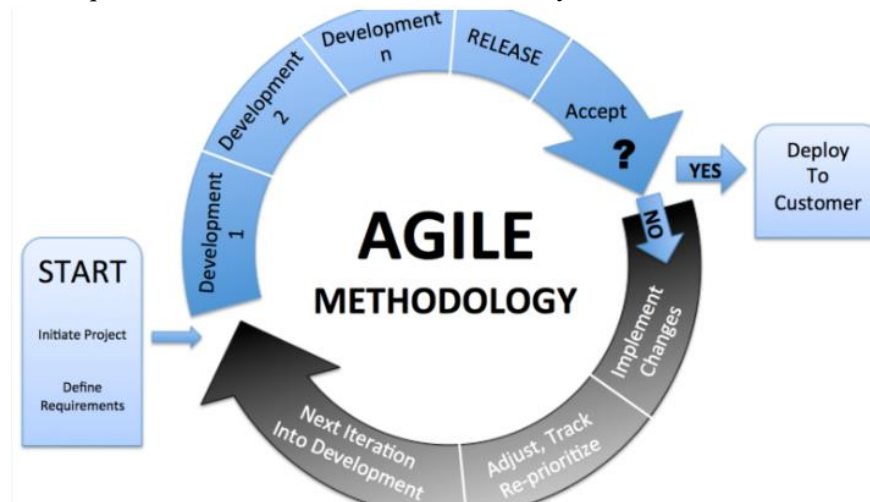 START
Initiate Project
Define
Requirements
Development
1
Development
2
Development
n
RELEASE
Accept
?
YES
Deploy
To
Customer
NO
Implement
Changes
Adjust, Track
Re-prioritize
Next Iteration
Into Development
AGILE
METHODOLOGY